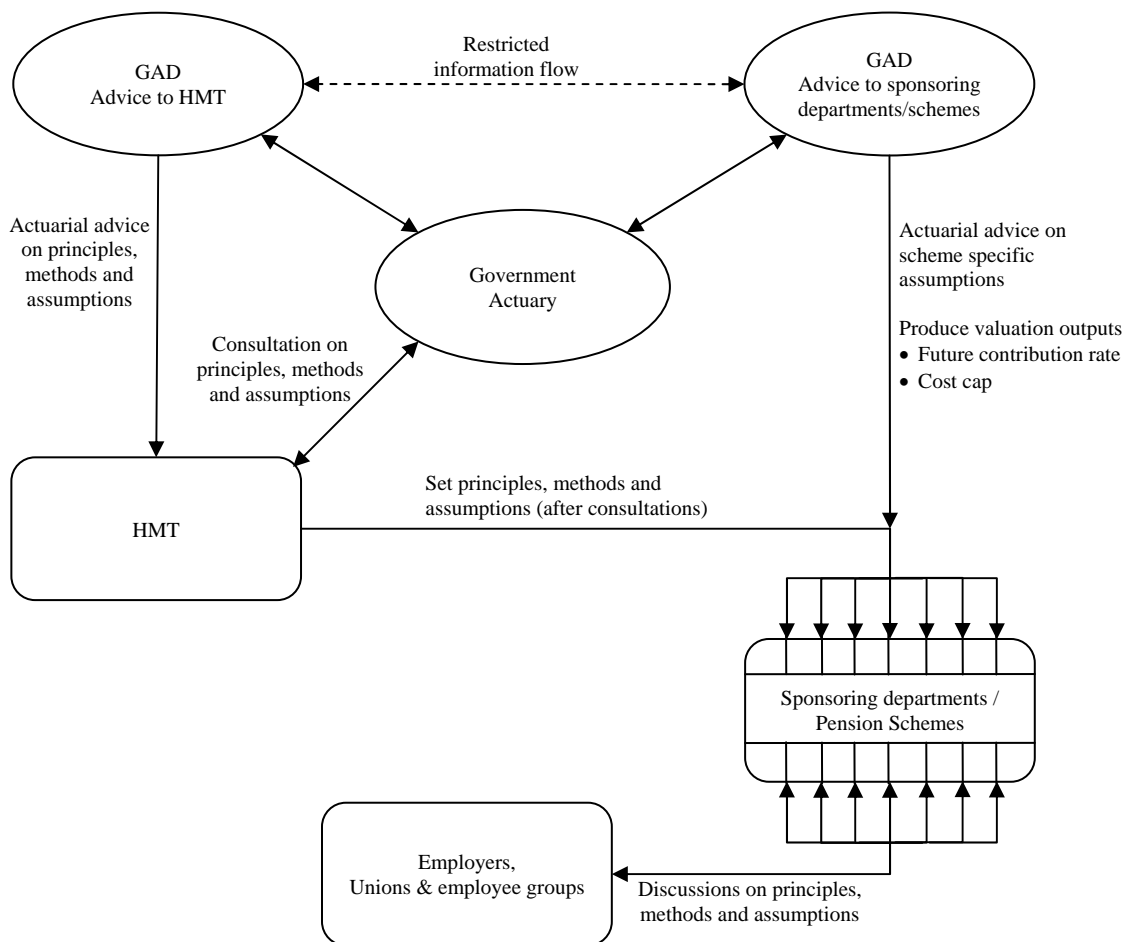 GAD
Advice to HMT
Restricted
information flow
GAD
Advice to sponsoring
departments/schemes
Actuarial advice
on principles,
methods and
assumptions
Government
Actuary
Actuarial advice on
scheme specific
assumptions
Produce valuation outputs
• Future contribution rate
• Cost cap
Consultation on
principles, methods
and assumptions
HMT
Set principles, methods and
assumptions (after consultations)
Sponsoring departments /
Pension Schemes
Employers,
Unions & employee groups
Discussions on principles,
methods and assumptions